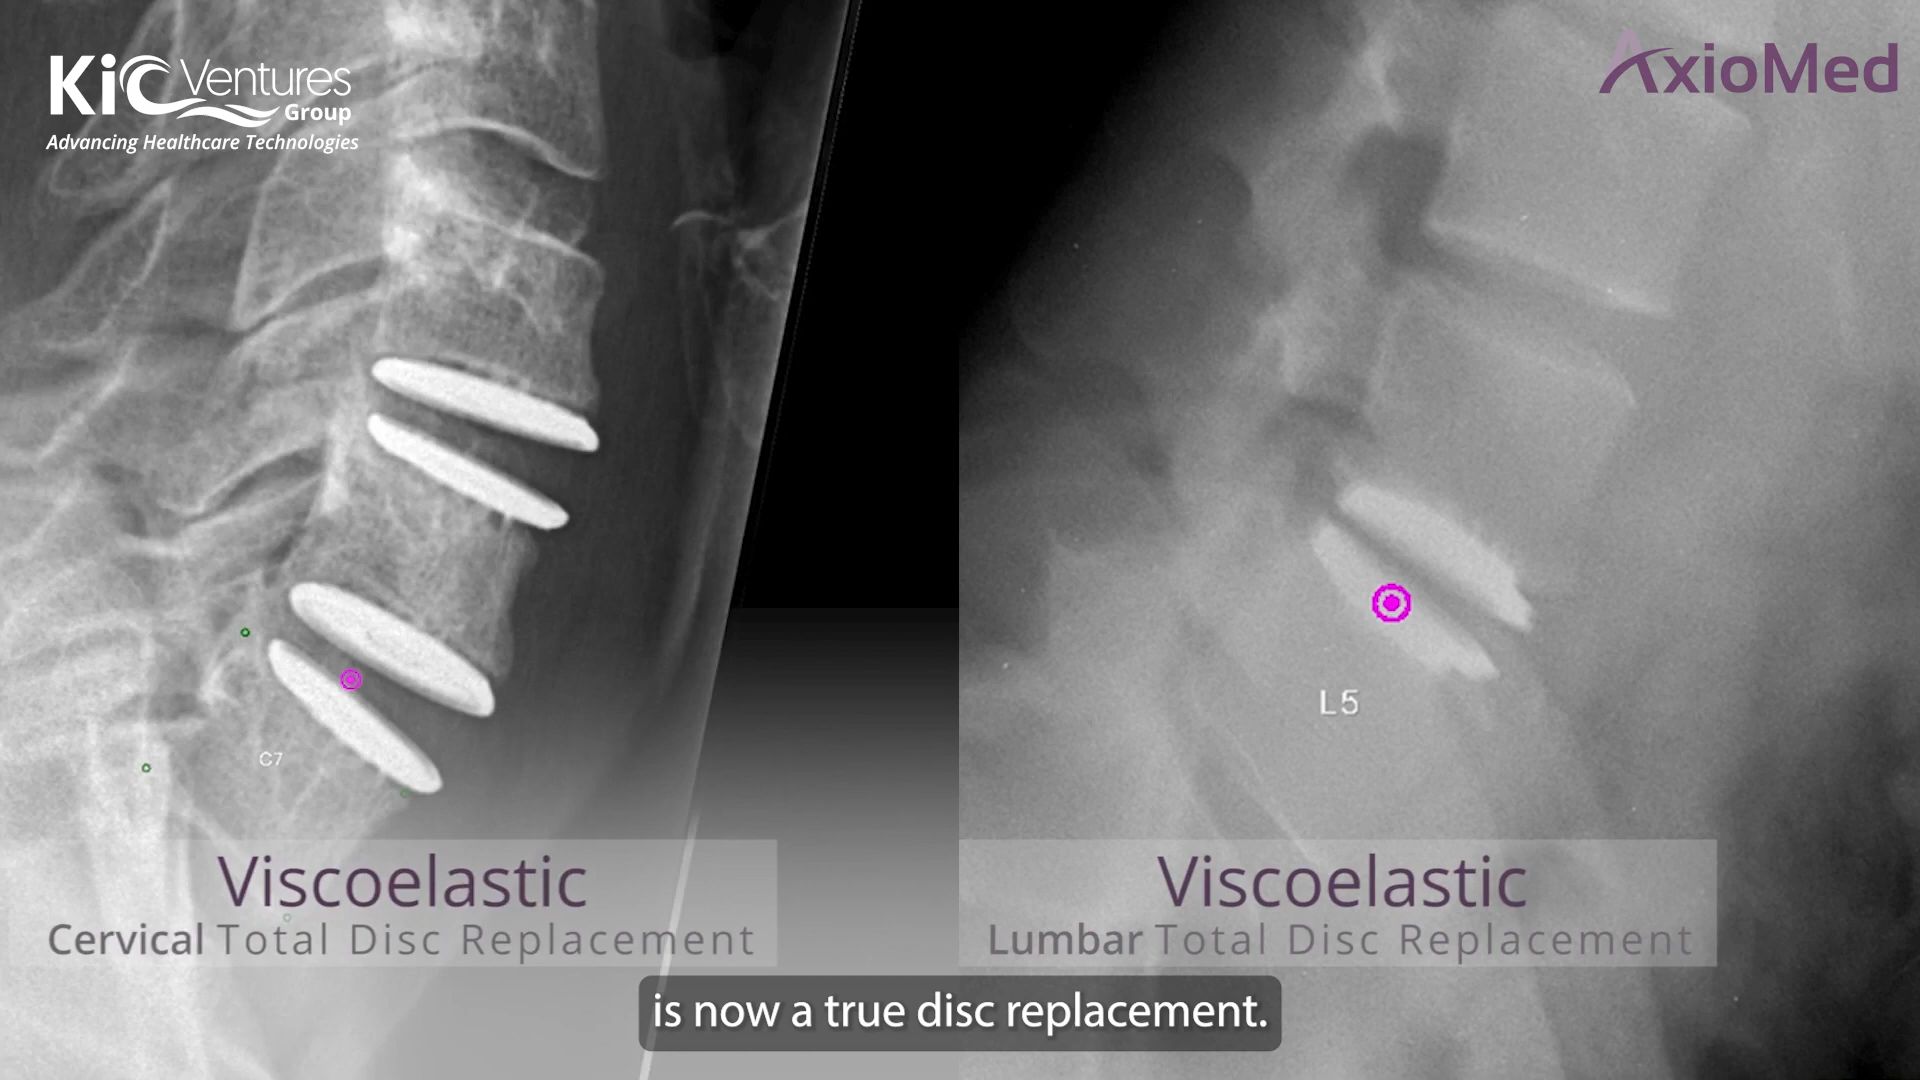 KiC Ventures
Group
Advancing Healthcare Technologies
AxioMed
L5
C7
Viscoelastic
Cervical Total Disc Replacement
Viscoelastic
Lumbar Total Disc Replacement
is now a true disc replacement.